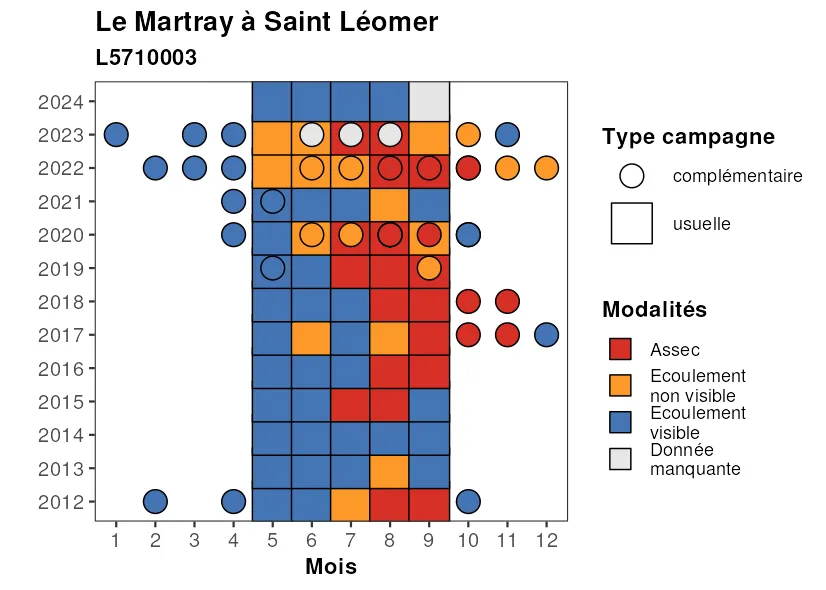 Le Martray à Saint Léomer
L5710003
2024
2023
2022
2021
2020
2019
2018
2017
2016
2015
2014
2013
2012
1 2 3 4 5 6 7 8 9 10 11 12
Mois
Type campagne
complémentaire
usuelle
Modalités
Assec
Ecoulement
non visible
Ecoulement
visible
Donnée
manquante